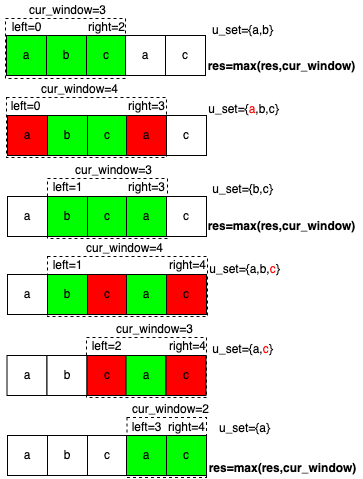 cur_window=3
left=0 right=2 u_set={a,b}
a b c a c res=max(res,cur_window)
cur_window=4
left=0 right=3 u_set={a,b,c}
a b c a c
cur_window=3
left=1 right=3 u_set={b,c}
a b c a c res=max(res,cur_window)
cur_window=4
left=1 right=4 u_set={a,b,c}
a b c a c
cur_window=3
left=2 right=4 u_set={a,c}
a b c a c
cur_window=2
left=3 right=4 u_set={a}
a b c a c res=max(res,cur_window)